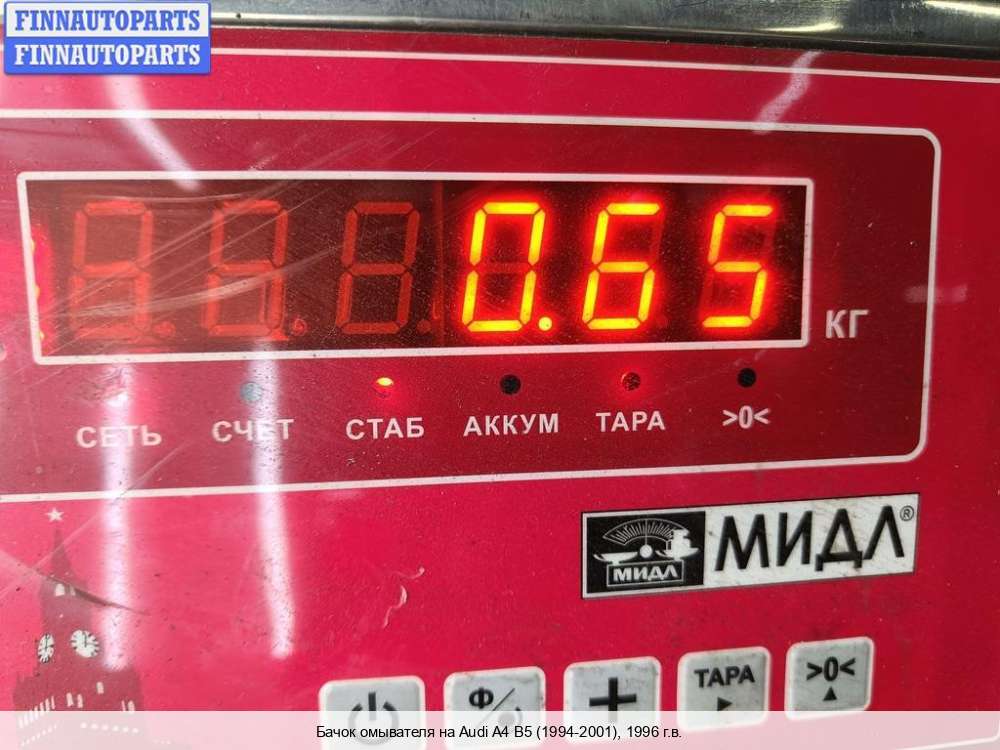 FINNAUTOPARTS
FINNAUTOPARTS
0.65
КГ
СЕТЬ СЧЕТ СТАБ АККУМ ТАРА >0<
МИДЛ МИДЛ®
Ф/ + ТАРА >0<
Бачок омывателя на Audi A4 B5 (1994-2001), 1996 г.в.